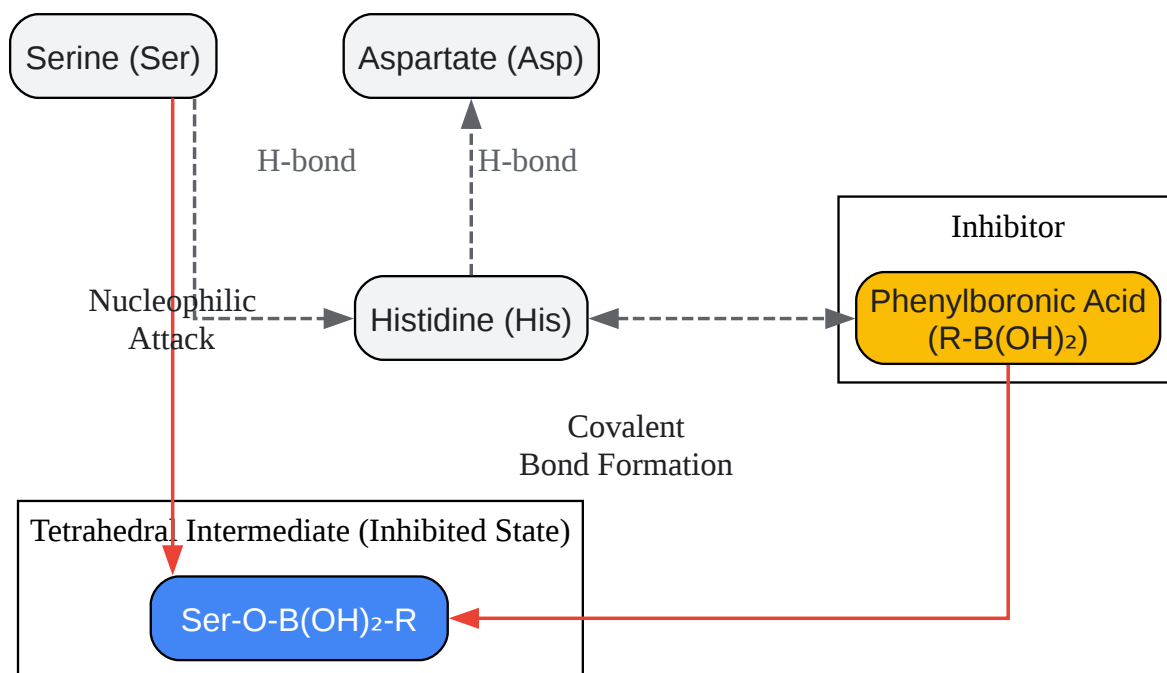 Serine (Ser)
Aspartate (Asp)
H-bond
H-bond
Inhibitor
Nucleophilic
Attack
Histidine (His)
Phenylboronic Acid
(R-B(OH)₂)
Covalent
Bond Formation
Tetrahedral Intermediate (Inhibited State)
Ser-O-B(OH)₂-R